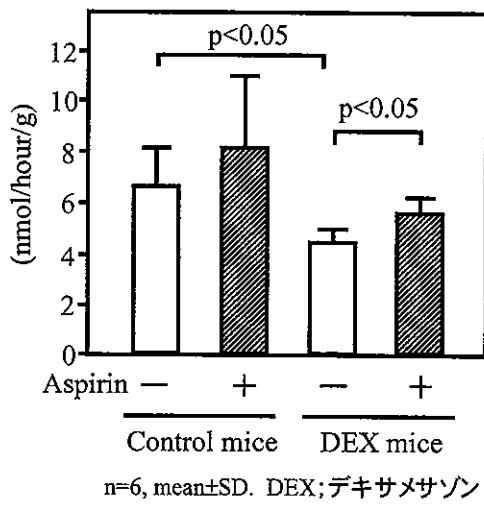 12
10
8
6
4
2
0
(nmol/hour/g)
p<0.05
p<0.05
Aspirin — + — +
Control mice DEX mice
n=6, mean±SD. DEX;デキサメサゾン